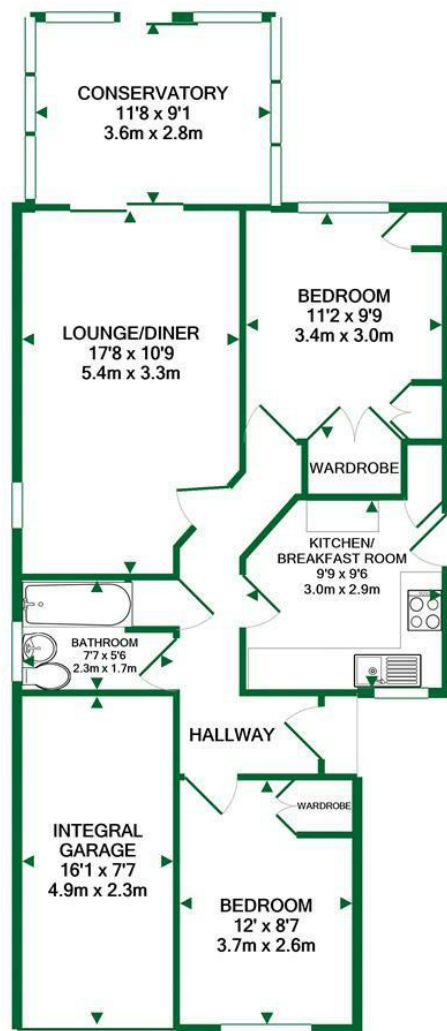 CONSERVATORY
11'8 x 9'1
3.6m x 2.8m
LOUNGE/DINER
17'8 x 10'9
5.4m x 3.3m
BEDROOM
11'2 x 9'9
3.4m x 3.0m
WARDROBE
KITCHEN/
BREAKFAST ROOM
9'9 x 9'6
3.0m x 2.9m
BATHROOM
7'7 x 5'6
2.3m x 1.7m
HALLWAY
WARDROBE
INTEGRAL
GARAGE
16'1 x 7'7
4.9m x 2.3m
BEDROOM
12' x 8'7
3.7m x 2.6m